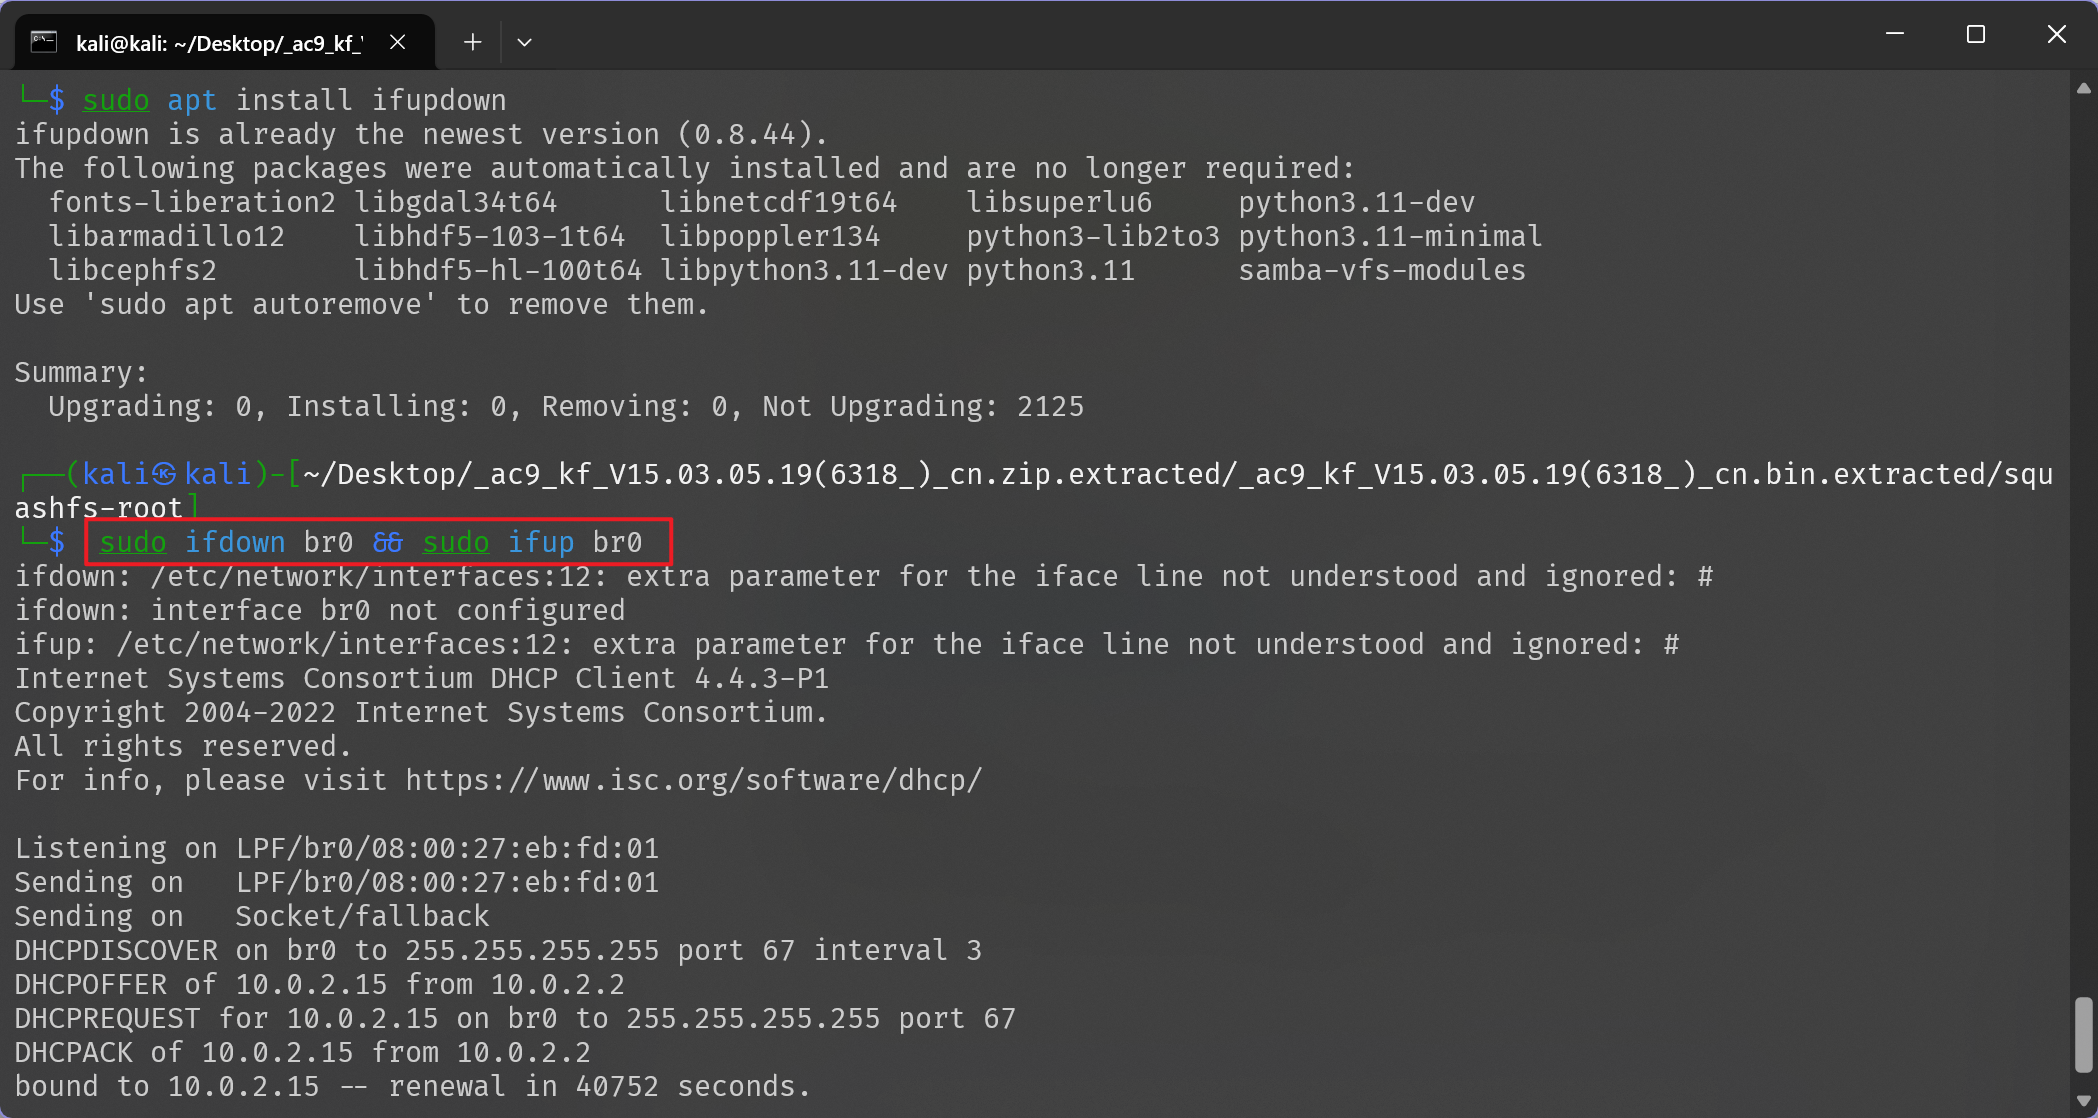 kali@kali: ~/Desktop/_ac9_kf_
└─$ sudo apt install ifupdown
ifupdown is already the newest version (0.8.44).
The following packages were automatically installed and are no longer required:
  fonts-liberation2 libgdal34t64      libnetcdf19t64    libsuperlu6     python3.11-dev
  libarmadillo12    libhdf5-103-1t64  libpoppler134     python3-lib2to3 python3.11-minimal
  libcephfs2        libhdf5-hl-100t64 libpython3.11-dev python3.11      samba-vfs-modules
Use 'sudo apt autoremove' to remove them.

Summary:
  Upgrading: 0, Installing: 0, Removing: 0, Not Upgrading: 2125

┌──(kali㉿kali)-[~/Desktop/_ac9_kf_V15.03.05.19(6318_)_cn.zip.extracted/_ac9_kf_V15.03.05.19(6318_)_cn.bin.extracted/squ
ashfs-root]
└─$ sudo ifdown br0 && sudo ifup br0
ifdown: /etc/network/interfaces:12: extra parameter for the iface line not understood and ignored: #
ifdown: interface br0 not configured
ifup: /etc/network/interfaces:12: extra parameter for the iface line not understood and ignored: #
Internet Systems Consortium DHCP Client 4.4.3-P1
Copyright 2004-2022 Internet Systems Consortium.
All rights reserved.
For info, please visit https://www.isc.org/software/dhcp/

Listening on LPF/br0/08:00:27:eb:fd:01
Sending on   LPF/br0/08:00:27:eb:fd:01
Sending on   Socket/fallback
DHCPDISCOVER on br0 to 255.255.255.255 port 67 interval 3
DHCPOFFER of 10.0.2.15 from 10.0.2.2
DHCPREQUEST for 10.0.2.15 on br0 to 255.255.255.255 port 67
DHCPACK of 10.0.2.15 from 10.0.2.2
bound to 10.0.2.15 -- renewal in 40752 seconds.